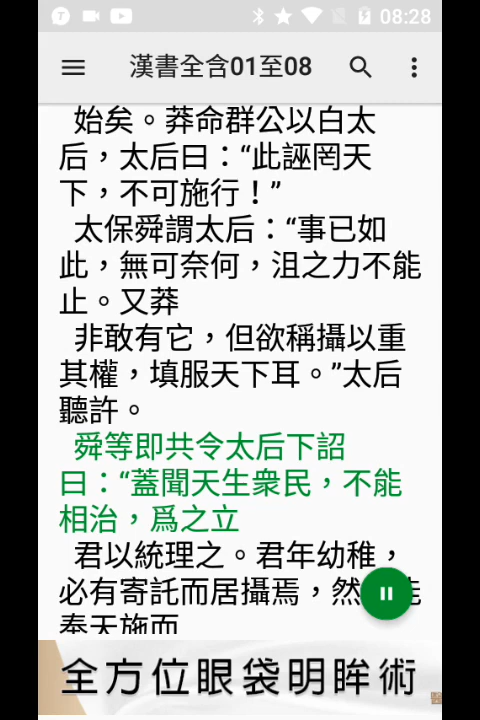 08:28
漢書全含01至08
始矣。莽命群公以白太
后，太后曰：“此誣罔天
下，不可施行！”
太保舜謂太后：“事已如
此，無可奈何，沮之力不能
止。又莽
非敢有它，但欲稱攝以重
其權，填服天下耳。”太后
聽許。
舜等即共令太后下詔
曰：“蓋聞天生衆民，不能
相治，爲之立
君以統理之。君年幼稚，
必有寄託而居攝焉，然
奉天施而
全方位眼袋明眸術